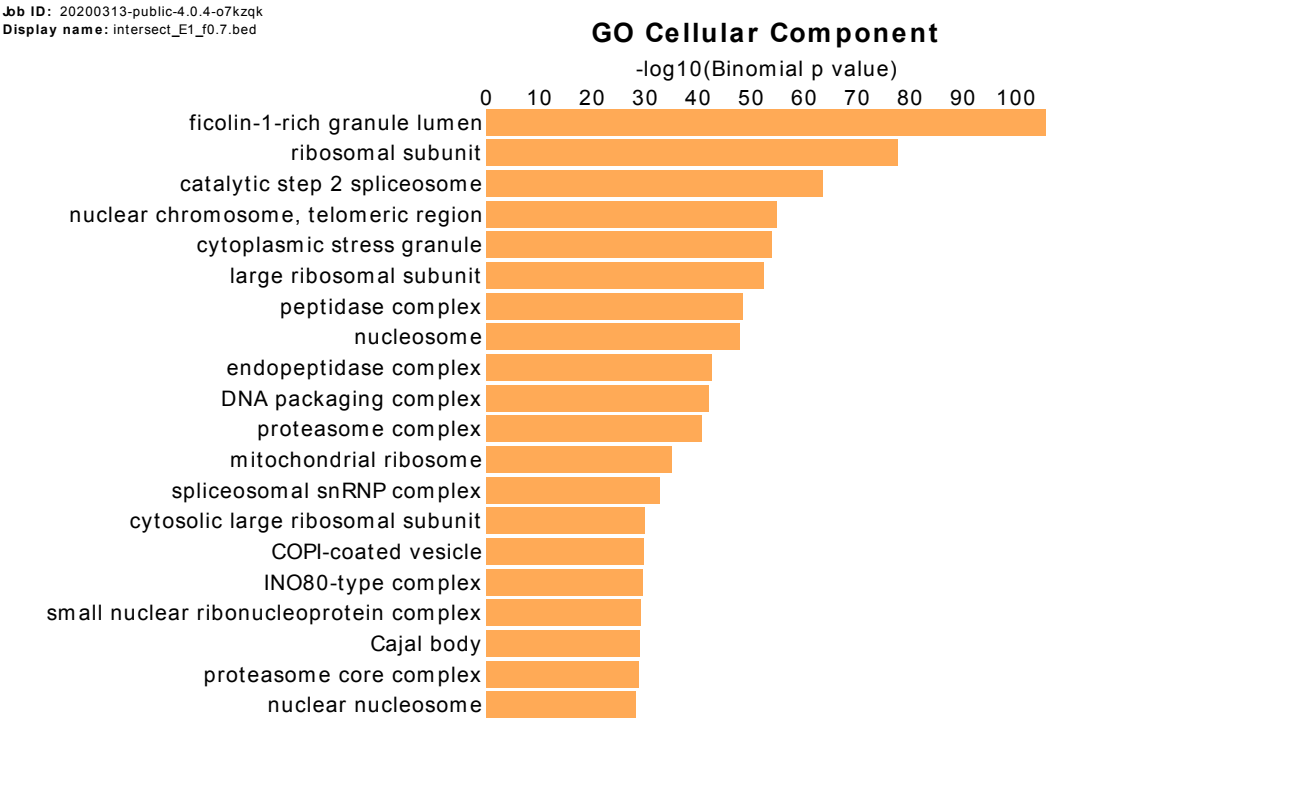 Job ID: 20200313-public-4.0.4-o7kzqk
Display name: intersect_E1_f0.7.bed
GO Cellular Component
-log10(Binomial p value)
0 10 20 30 40 50 60 70 80 90 100
ficolin-1-rich granule lumen
ribosomal subunit
catalytic step 2 spliceosome
nuclear chromosome, telomeric region
cytoplasmic stress granule
large ribosomal subunit
peptidase complex
nucleosome
endopeptidase complex
DNA packaging complex
proteasome complex
mitochondrial ribosome
spliceosomal snRNP complex
cytosolic large ribosomal subunit
COPI-coated vesicle
INO80-type complex
small nuclear ribonucleoprotein complex
Cajal body
proteasome core complex
nuclear nucleosome